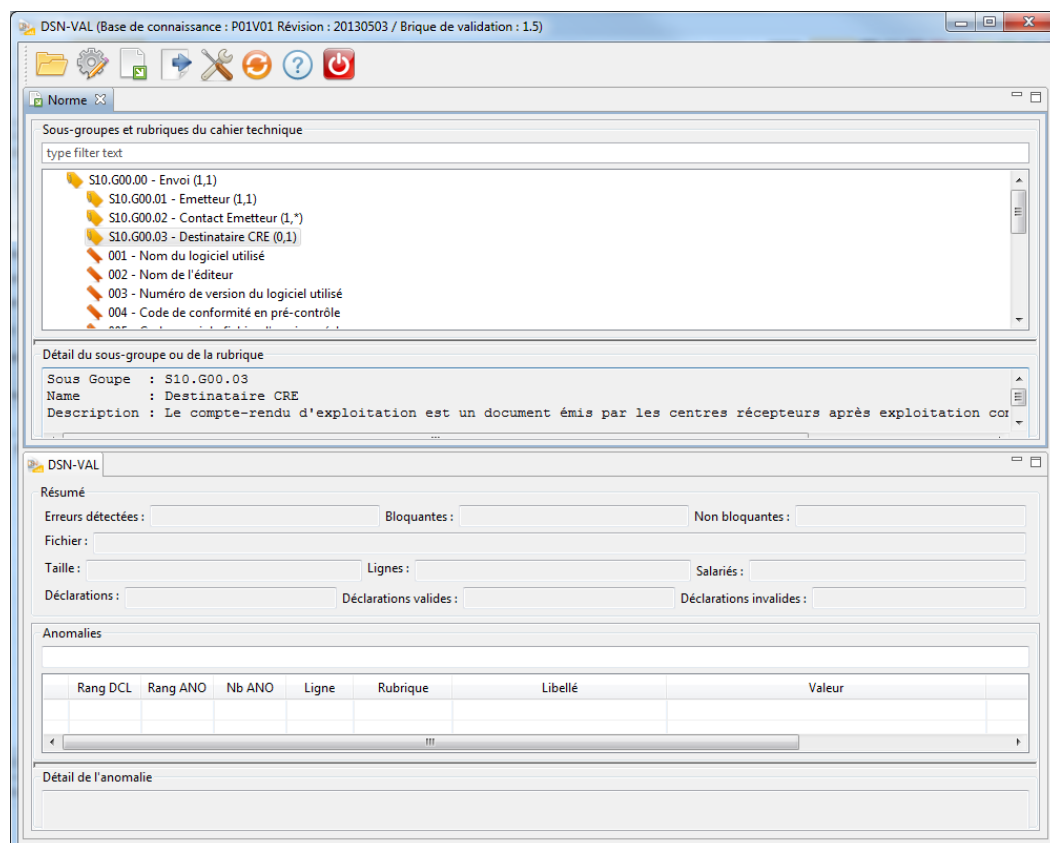 DSN-VAL (Base de connaissance : P01V01 Révision : 20130503 / Brique de validation : 1.5)
Norme
Sous-groupes et rubriques du cahier technique
type filter text
S10.G00.00 - Envoi (1,1)
S10.G00.01 - Emetteur (1,1)
S10.G00.02 - Contact Emetteur (1,*)
S10.G00.03 - Destinataire CRE (0,1)
001 - Nom du logiciel utilisé
002 - Nom de l'éditeur
003 - Numéro de version du logiciel utilisé
004 - Code de conformité en pré-contrôle
Détail du sous-groupe ou de la rubrique
Sous Goupe : S10.G00.03
Name : Destinataire CRE
Description : Le compte-rendu d'exploitation est un document émis par les centres récepteurs après exploitation
DSN-VAL
Résumé
Erreurs détectées : Bloquantes : Non bloquantes :
Fichier :
Taille : Lignes : Salariés :
Déclarations : Déclarations valides : Déclarations invalides :
Anomalies
Rang DCL Rang ANO Nb ANO Ligne Rubrique Libellé Valeur
Détail de l'anomalie